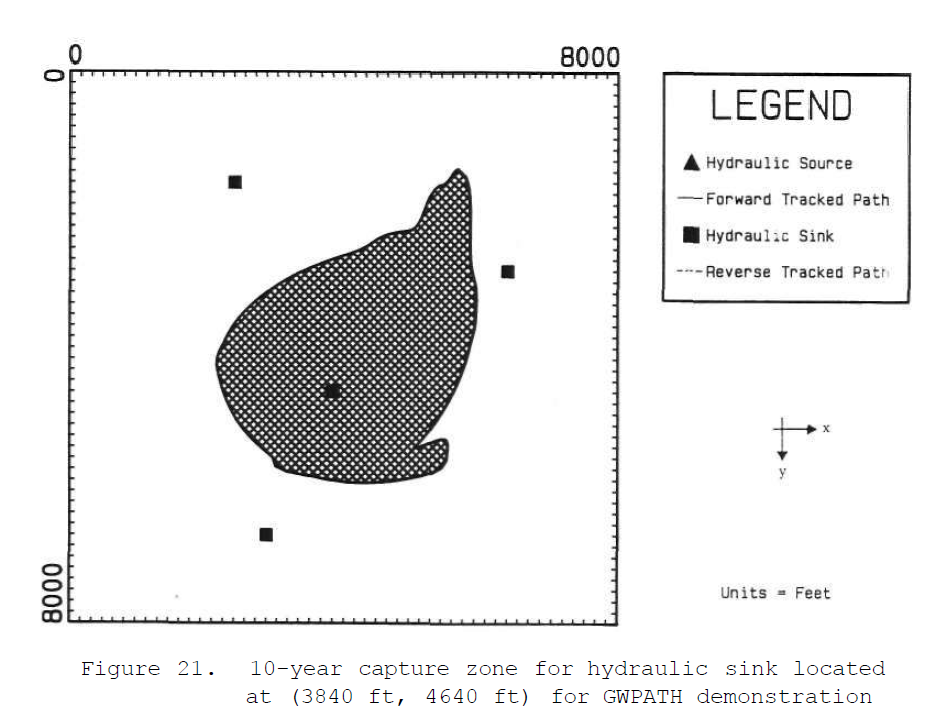 0
8000
0
8000
LEGEND
Hydraulic Source
Forward Tracked Path
Hydraulic Sink
Reverse Tracked Path
x
y
Units = Feet
Figure 21. 10-year capture zone for hydraulic sink located
at (3840 ft, 4640 ft) for GWPATH demonstration